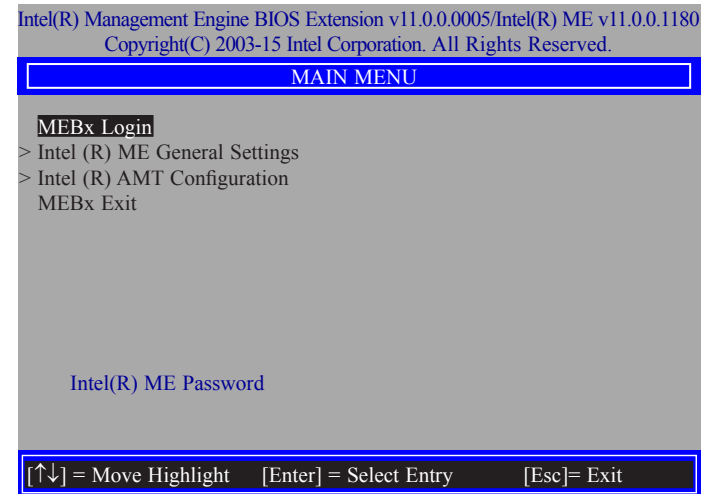 Intel(R) Management Engine BIOS Extension v11.0.0.0005/Intel(R) ME v11.0.0.1180
Copyright(C) 2003-15 Intel Corporation. All Rights Reserved.
MAIN MENU
MEBx Login
> Intel (R) ME General Settings
> Intel (R) AMT Configuration
MEBx Exit
Intel(R) ME Password
[↑↓] = Move Highlight [Enter] = Select Entry [Esc]= Exit